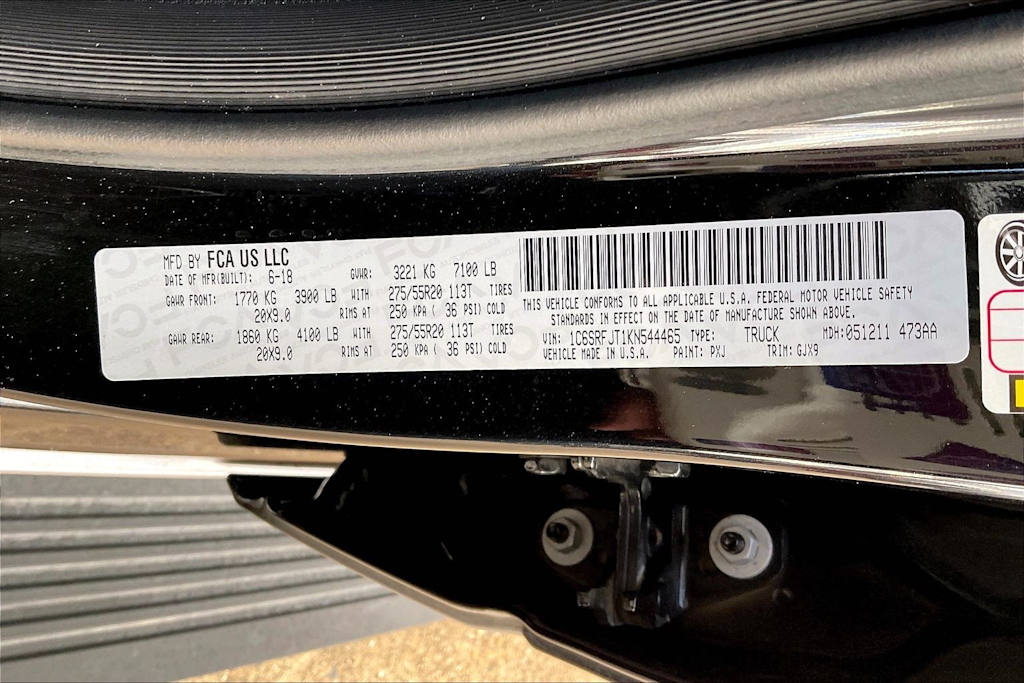 MFD BY FCA US LLC
DATE OF MFR(BUILT): 6-18 GVWR: 3221 KG 7100 LB
GAWR FRONT: 1770 KG 3900 LB WITH 275/55R20 113T TIRES
20X9.0 RIMS AT 250 KPA ( 36 PSI) COLD
GAWR REAR: 1860 KG 4100 LB WITH 275/55R20 113T TIRES
20X9.0 RIMS AT 250 KPA ( 36 PSI) COLD
THIS VEHICLE CONFORMS TO ALL APPLICABLE U.S.A. FEDERAL MOTOR VEHICLE SAFETY
STANDARDS IN EFFECT ON THE DATE OF MANUFACTURE SHOWN ABOVE.
VIN: 1C6SRFJT1KN544465 TYPE: TRUCK MDH:051211 473AA
VEHICLE MADE IN U.S.A. PAINT: PXJ TRIM: GJX9